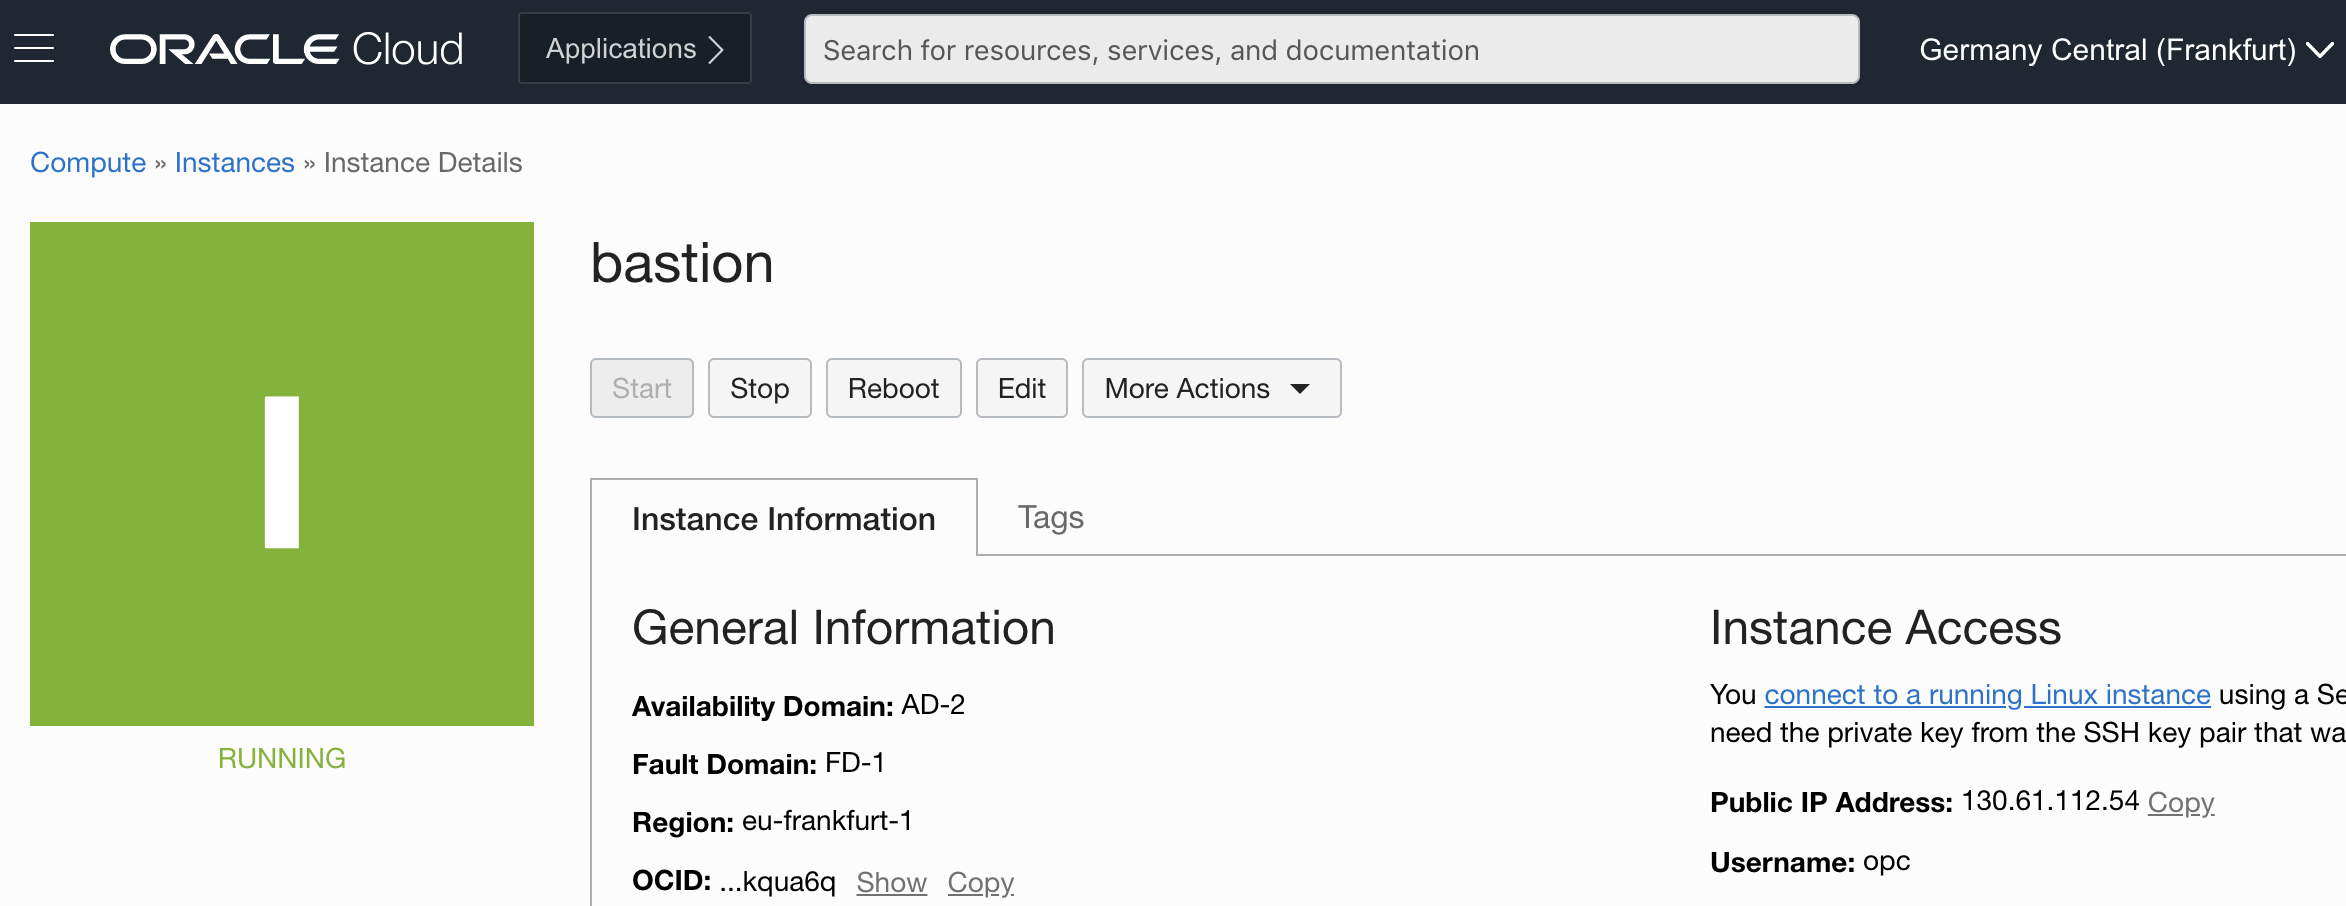 ORACLE Cloud
Applications
Search for resources, services, and documentation
Germany Central (Frankfurt)
Compute » Instances » Instance Details
I
RUNNING
bastion
Start Stop Reboot Edit More Actions
Instance Information Tags
General Information
Availability Domain: AD-2
Fault Domain: FD-1
Region: eu-frankfurt-1
OCID: ...kqua6q Show Copy
Instance Access
You connect to a running Linux instance using a Se
need the private key from the SSH key pair that wa
Public IP Address: 130.61.112.54 Copy
Username: opc